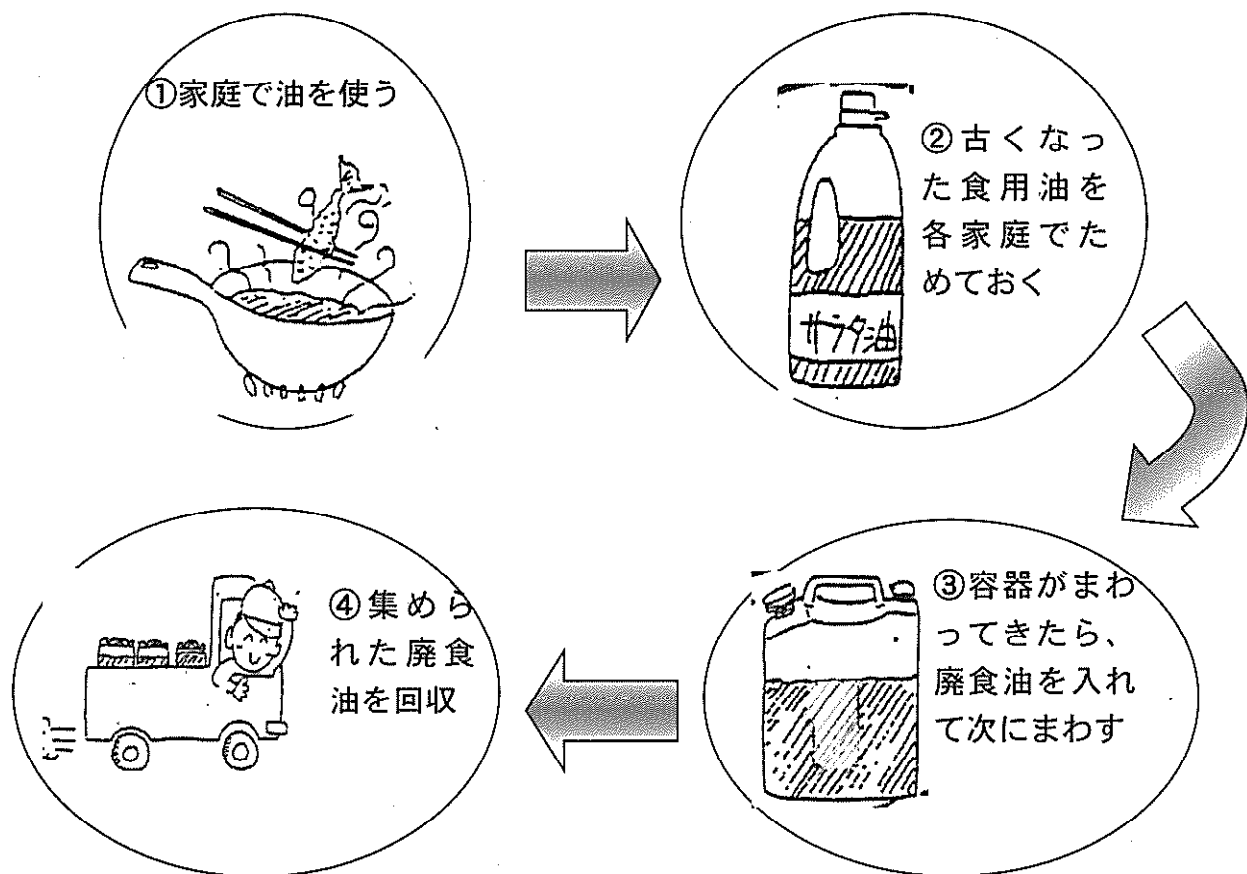 ①家庭で油を使う
②古くなっ
た食用油を
各家庭でた
めておく
サラダ油
③容器がまわ
ってきたら、
廃食油を入れ
て次にまわす
④集めら
れた廃食
油を回収